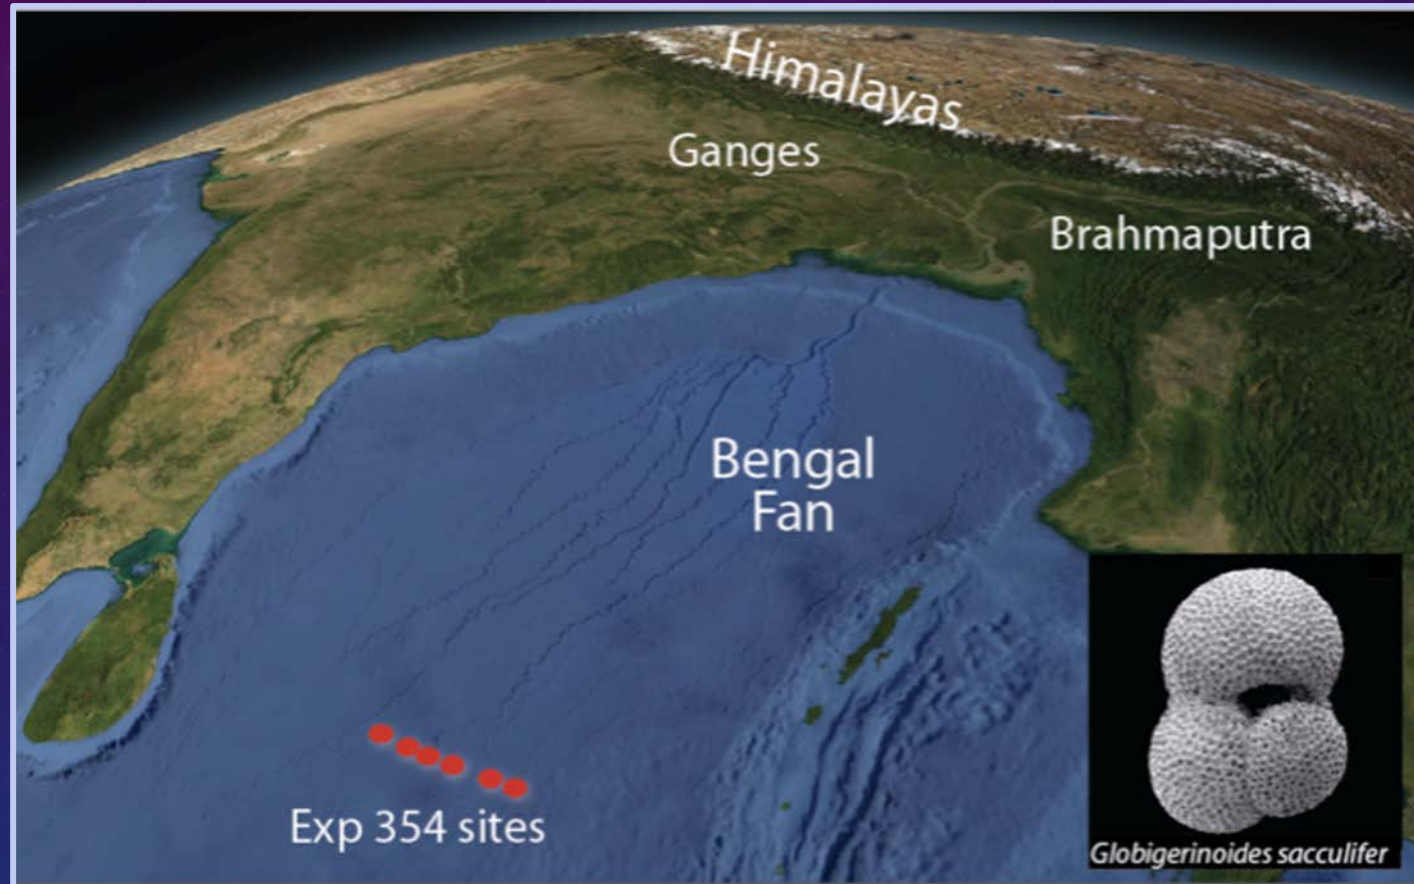 Himalayas
Ganges
Brahmaputra
Bengal
Fan
Exp 354 sites
Globigerinoides sacculifer